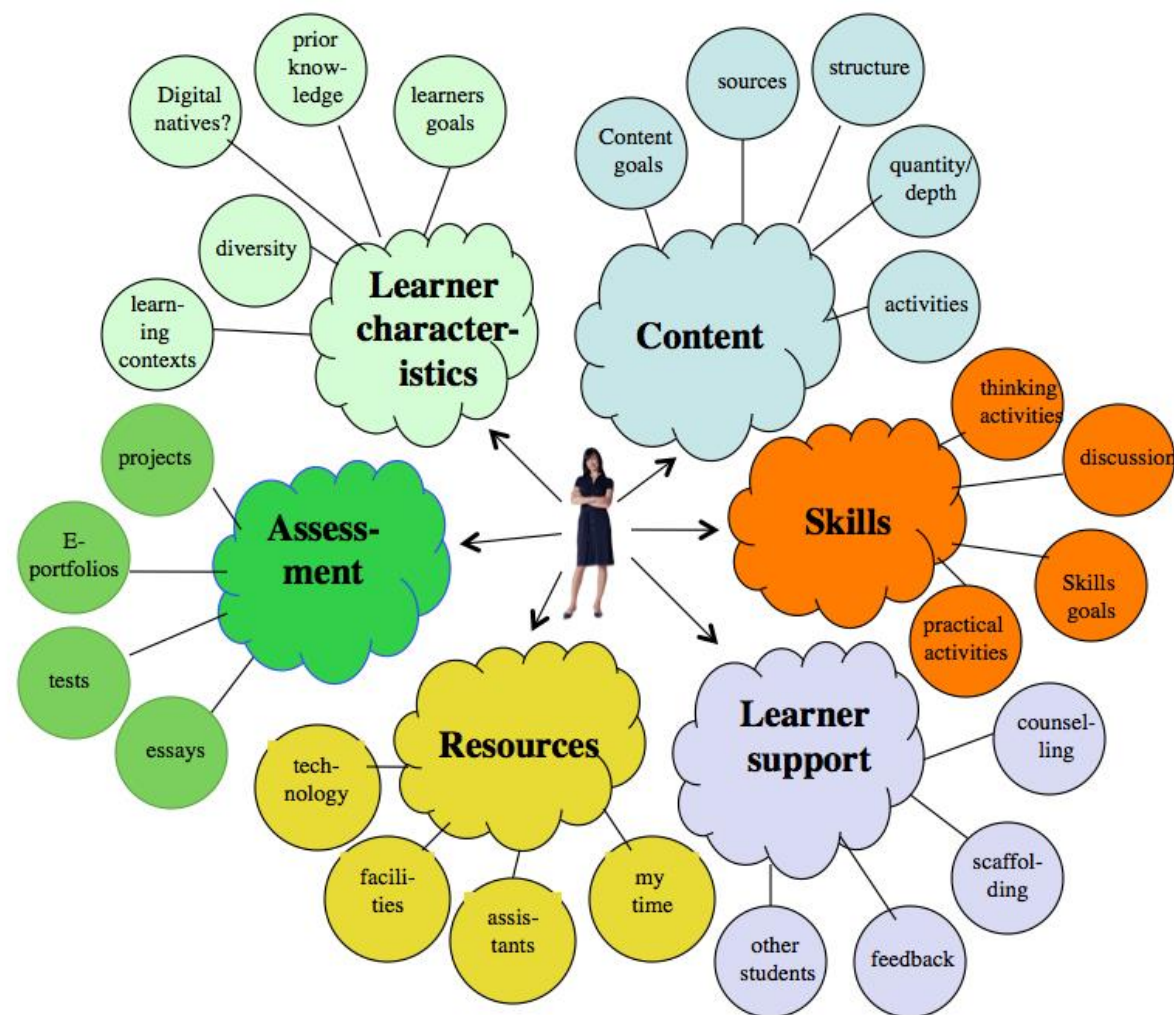 prior
know-
ledge
Digital
natives?
learners
goals
diversity
learn-
ing
contexts
Learner
character-
istics
Content
goals
sources
structure
quantity/
depth
activities
Content
thinking
activities
discussion
Skills
goals
practical
activities
Skills
projects
E-
portfolios
tests
essays
Assess-
ment
tech-
nology
facili-
ties
assis-
tants
my
time
Resources
Learner
support
counsel-
ling
scaffol-
ding
feedback
other
students